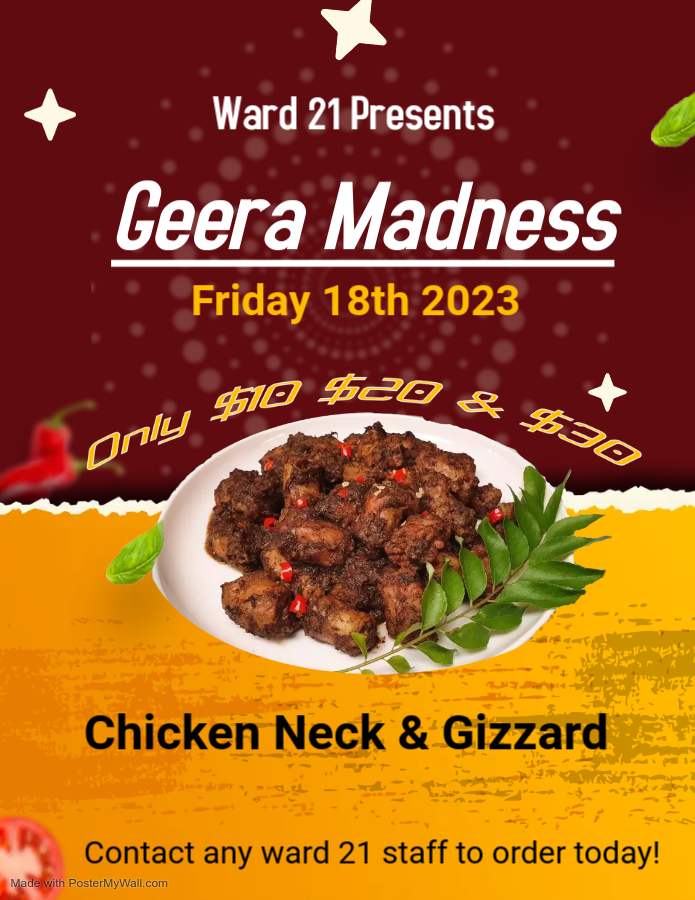 Ward 21 Presents
Geera Madness
Friday 18th 2023
Only $10 $20 & $30
Chicken Neck & Gizzard
Contact any ward 21 staff to order today!
Made with PosterMyWall.com